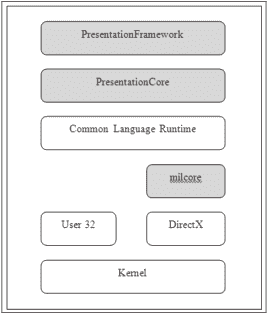 PresentationFramework
PresentationCore
Common Language Runtime
milcore
User 32 DirectX
Kernel